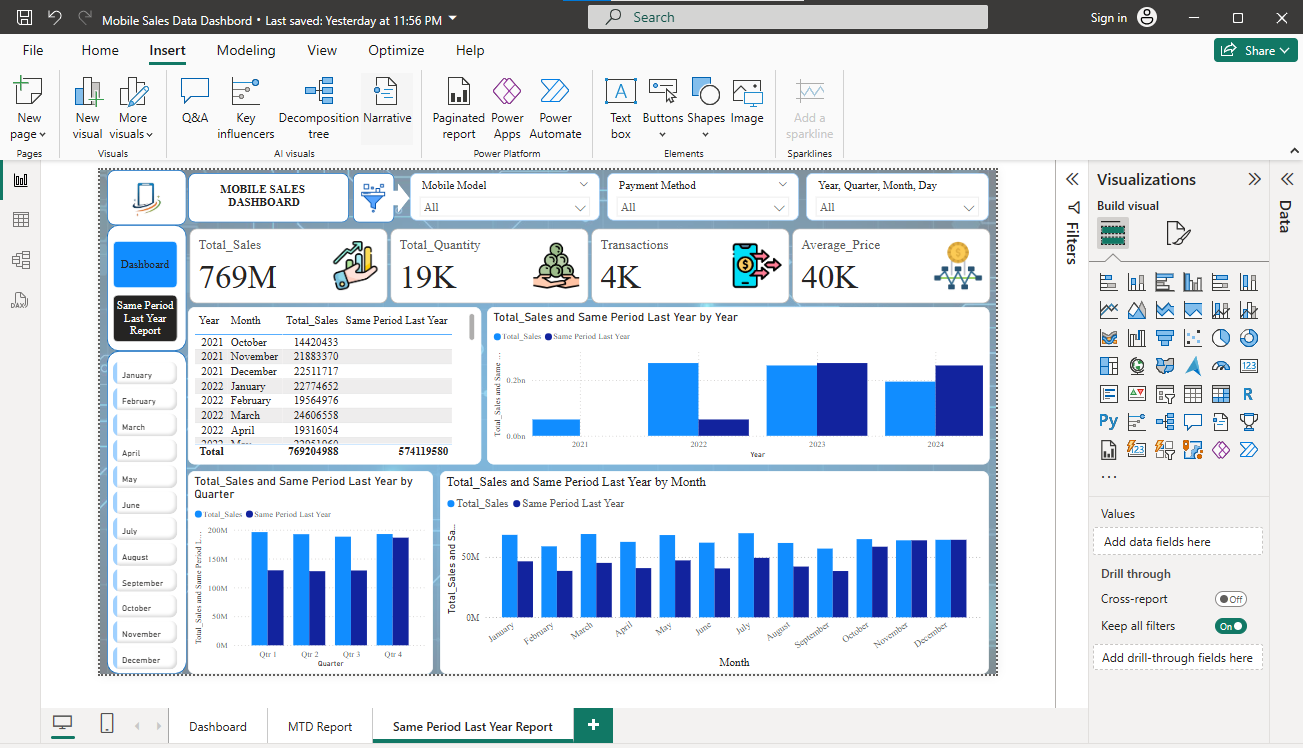 Mobile Sales Data Dashbord • Last saved: Yesterday at 11:56 PM
Search
Sign in
File Home Insert Modeling View Optimize Help
Share
New page
New visual
More visuals
Q&A
Key influencers
Decomposition tree
Narrative
Paginated report
Power Apps
Power Automate
Text box
Buttons
Shapes
Image
Add a sparkline
Pages Visuals AI visuals Power Platform Elements Sparklines
MOBILE SALES
DASHBOARD
Mobile Model
All
Payment Method
All
Year, Quarter, Month, Day
All
Dashboard
Same Period
Last Year
Report
Total_Sales
769M
Total_Quantity
19K
Transactions
4K
Average_Price
40K
January
February
March
April
May
June
July
August
September
October
November
December
Year Month Total_Sales Same Period Last Year
2021 October 14420433
2021 November 21883370
2021 December 22511717
2022 January 22774652
2022 February 19564976
2022 March 24606558
2022 April 19316054
Total 769204988 574119580
Total_Sales and Same Period Last Year by Year
Total_Sales Same Period Last Year
Total_Sales and Same ...
0.2bn
0.0bn
2021 2022 2023 2024
Year
Total_Sales and Same Period Last Year by
Quarter
Total_Sales Same Period Last Year
Total_Sales and Same Period L...
200M
150M
100M
50M
0M
Qtr 1 Qtr 2 Qtr 3 Qtr 4
Quarter
Total_Sales and Same Period Last Year by Month
Total_Sales Same Period Last Year
Total_Sales and Sa...
50M
0M
January February March April May June July August September October November December
Month
Filters
Visualizations
Build visual
123
R
Py
123
...
Values
Add data fields here
Drill through
Cross-report
Off
Keep all filters
On
Add drill-through fields here
Data
DAX
Dashboard
MTD Report
Same Period Last Year Report
+